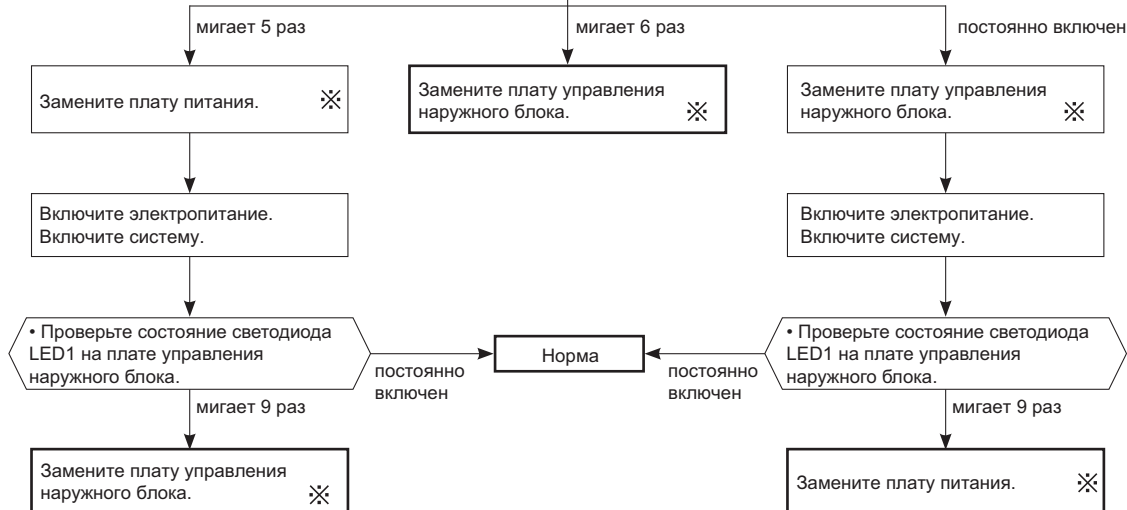 мигает 5 раз
мигает 6 раз
постоянно включен
Замените плату питания. ※
Замените плату управления
наружного блока. ※
Замените плату управления
наружного блока. ※
Включите электропитание.
Включите систему.
Включите электропитание.
Включите систему.
• Проверьте состояние светодиода
LED1 на плате управления
наружного блока.
постоянно
включен
Норма
постоянно
включен
• Проверьте состояние светодиода
LED1 на плате управления
наружного блока.
мигает 9 раз
мигает 9 раз
Замените плату управления
наружного блока. ※
Замените плату питания. ※